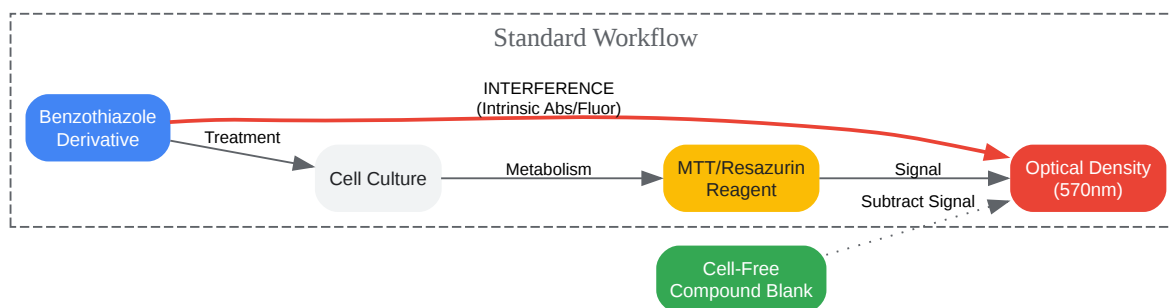 Standard Workflow
INTERFERENCE
(Intrinsic Abs/Fluor)
Benzothiazole
Derivative
Treatment
Cell Culture
Metabolism
MTT/Resazurin
Reagent
Signal
Optical Density
(570nm)
Subtract Signal
Cell-Free
Compound Blank